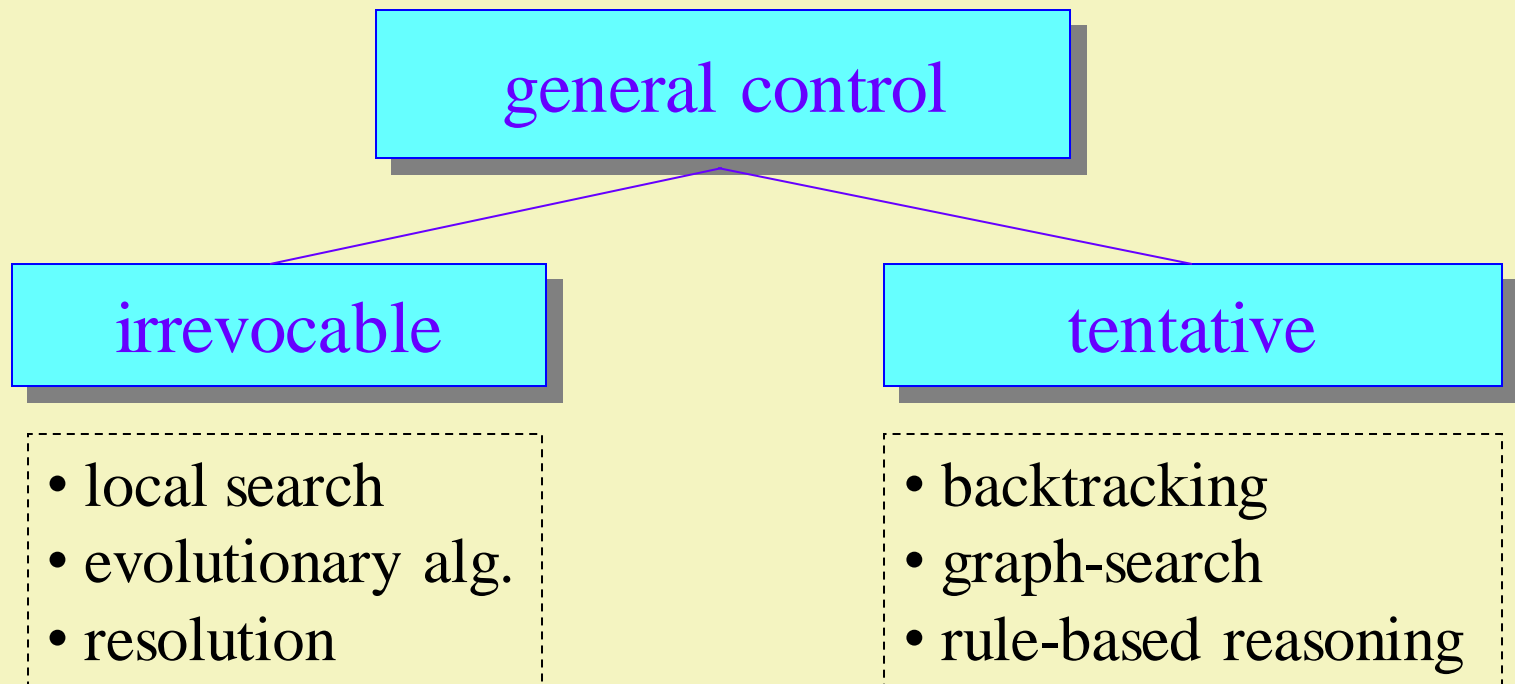 general control
irrevocable
tentative
• local search
• evolutionary alg.
• resolution
• backtracking
• graph-search
• rule-based reasoning